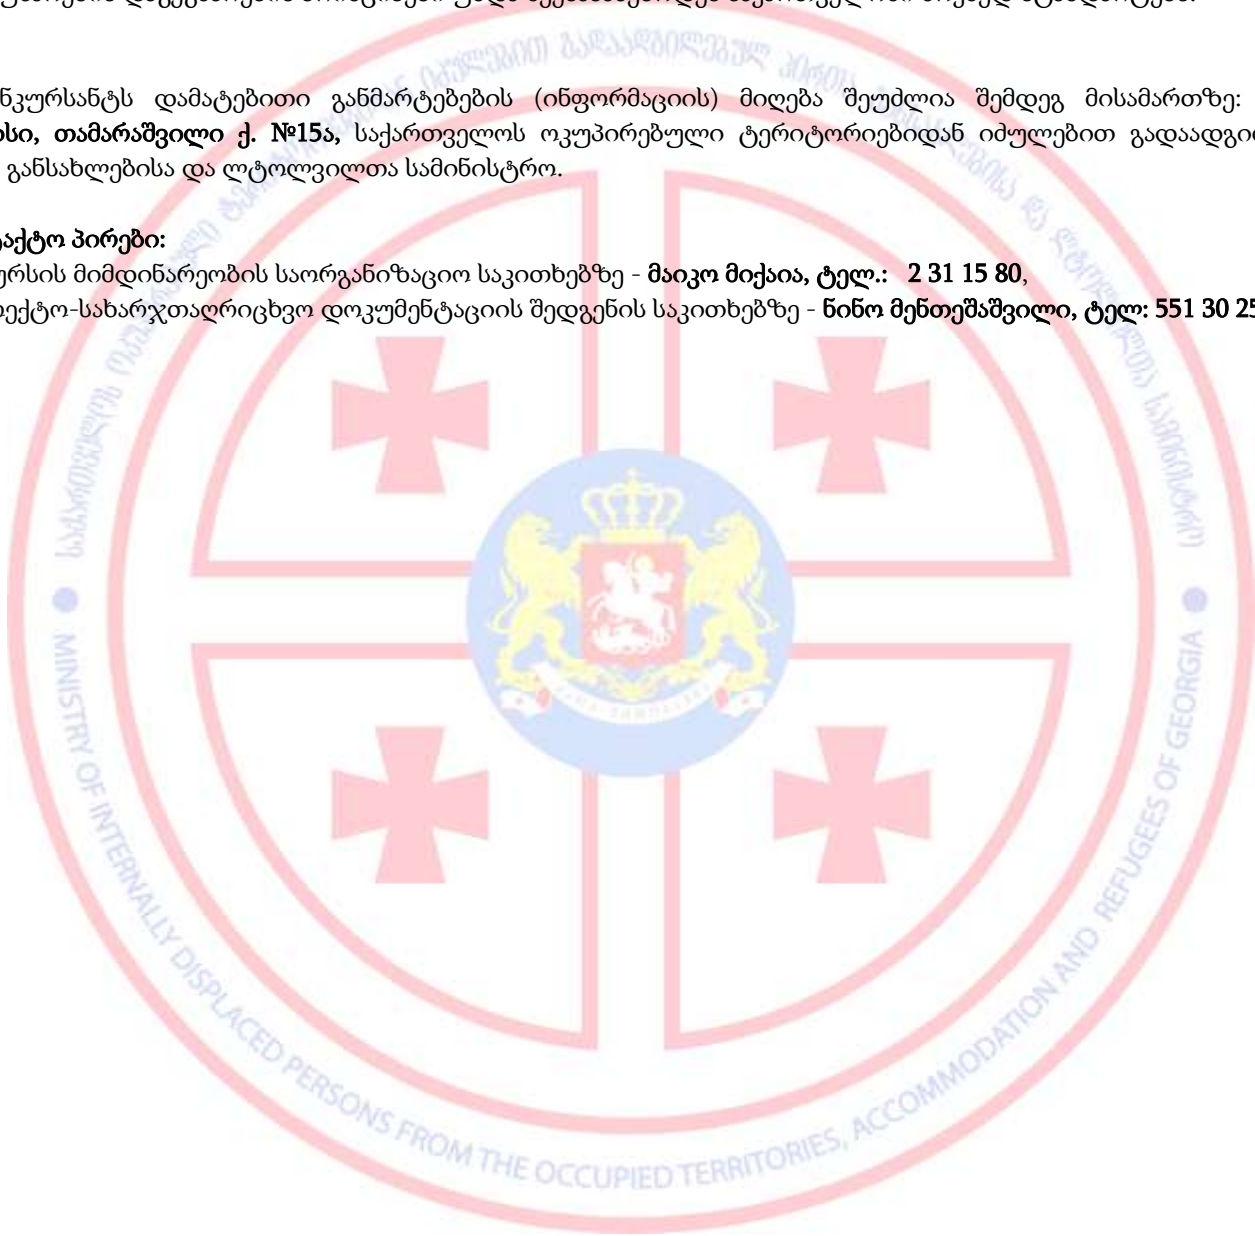 ნკურსანტს დამატებითი განმარტებების (ინფორმაციის) მიღება შეუძლია შემდეგ მისამართზე:
სი, თამარაშვილი ქ. №15ა, საქართველოს ოკუპირებული ტერიტორიებიდან იძულებით გადაადგი
განსახლებისა და ლტოლვილთა სამინისტრო.
აქტო პირები:
ურსის მიმდინარეობის საორგანიზაციო საკითხებზე - მაიკო მიქაია, ტელ.: 2 31 15 80,
ექტო-სახარჯთაღრიცხვო დოკუმენტაციის შედგენის საკითხებზე - ნინო მენთეშაშვილი, ტელ: 551 30 25
MINISTRY OF INTERNALLY DISPLACED PERSONS FROM THE OCCUPIED TERRITORIES, ACCOMMODATION AND REFUGEES OF GEORGIA